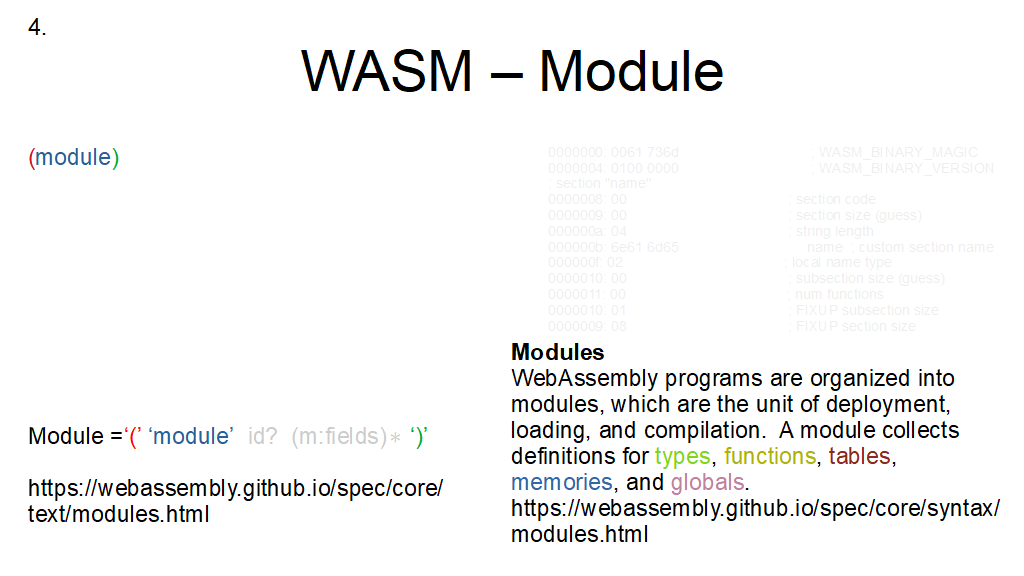 4.
WASM – Module
(module)
0000000: 0061 736d ; WASM_BINARY_MAGIC
0000004: 0100 0000 ; WASM_BINARY_VERSION
; section "name"
0000008: 00 ; section code
0000009: 00 ; section size (guess)
000000a: 04 ; string length
000000b: 6e61 6d65 name ; custom section name
000000f: 02 ; local name type
0000010: 00 ; subsection size (guess)
0000011: 00 ; num functions
0000010: 01 ; FIXUP subsection size
0000009: 08 ; FIXUP section size
Modules
WebAssembly programs are organized into
modules, which are the unit of deployment,
loading, and compilation. A module collects
definitions for types, functions, tables,
memories, and globals.
https://webassembly.github.io/spec/core/syntax/
modules.html
Module =‘(’ ‘module’ id? (m:fields)∗ ‘)’
https://webassembly.github.io/spec/core/
text/modules.html